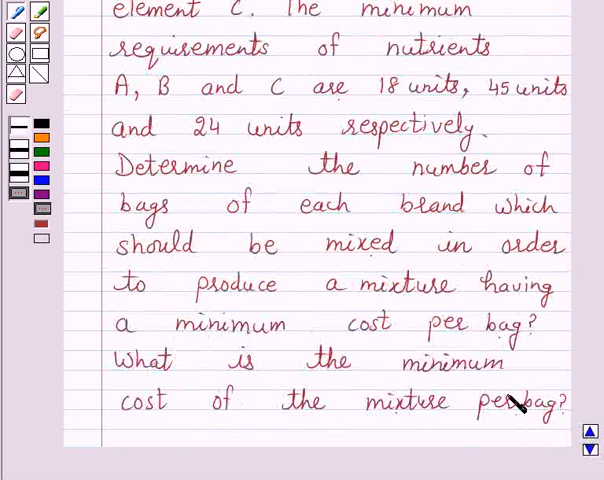 element C. The minimum
requirements of nutrients
A, B and C are 18 units, 45 units
and 24 units respectively.
Determine the number of
bags of each brand which
should be mixed in order
to produce a mixture having
a minimum cost per bag?
What is the minimum
cost of the mixture per bag?